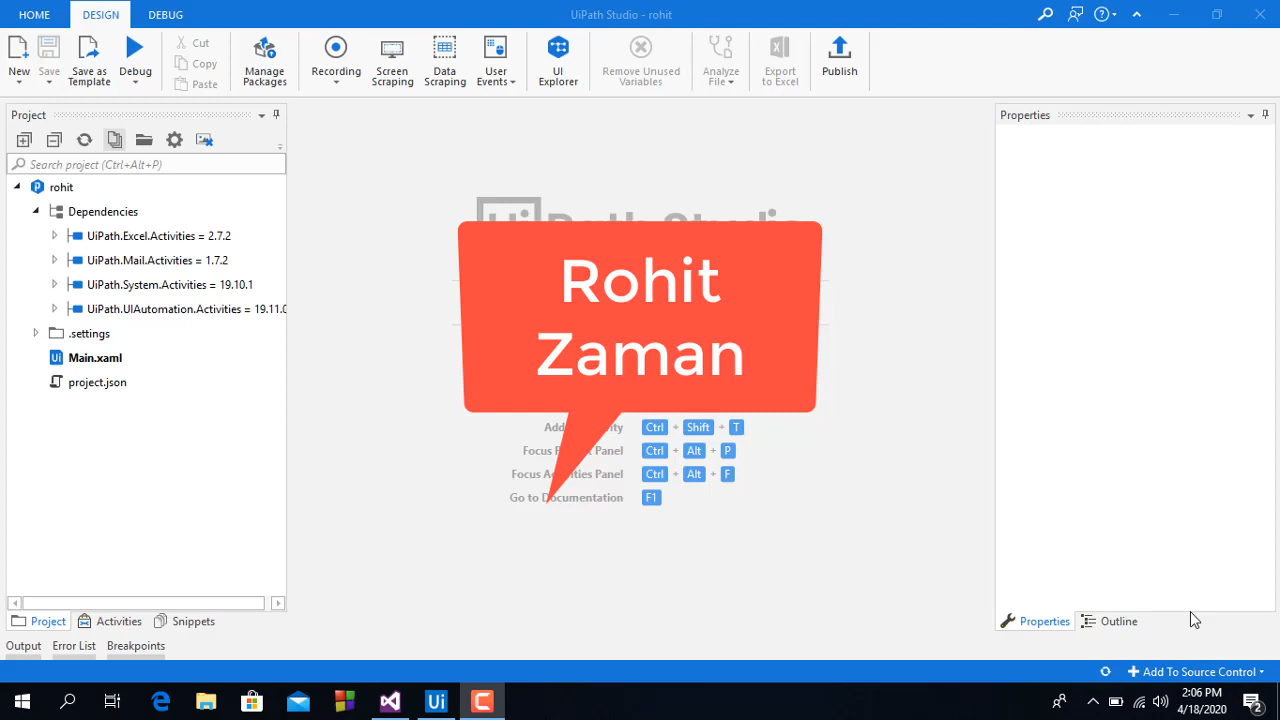 HOME DESIGN DEBUG
UiPath Studio - rohit
New Save Save as Template Debug
Cut
Copy
Paste
Manage Packages
Recording
Screen Scraping
Data Scraping
User Events
UI Explorer
Remove Unused Variables
Analyze File
Export to Excel
Publish
Project
Search project (Ctrl+Alt+P)
rohit
Dependencies
UiPath.Excel.Activities = 2.7.2
UiPath.Mail.Activities = 1.7.2
UiPath.System.Activities = 19.10.1
UiPath.UIAutomation.Activities = 19.11.0
.settings
Main.xaml
project.json
Rohit
Zaman
Ctrl + Shift + T
Panel Ctrl + Alt + P
Panel Ctrl + Alt + F
Go to Documentation F1
Properties
Project Activities Snippets
Properties Outline
Output Error List Breakpoints
Add To Source Control
Ui
2:06 PM
4/18/2020
2